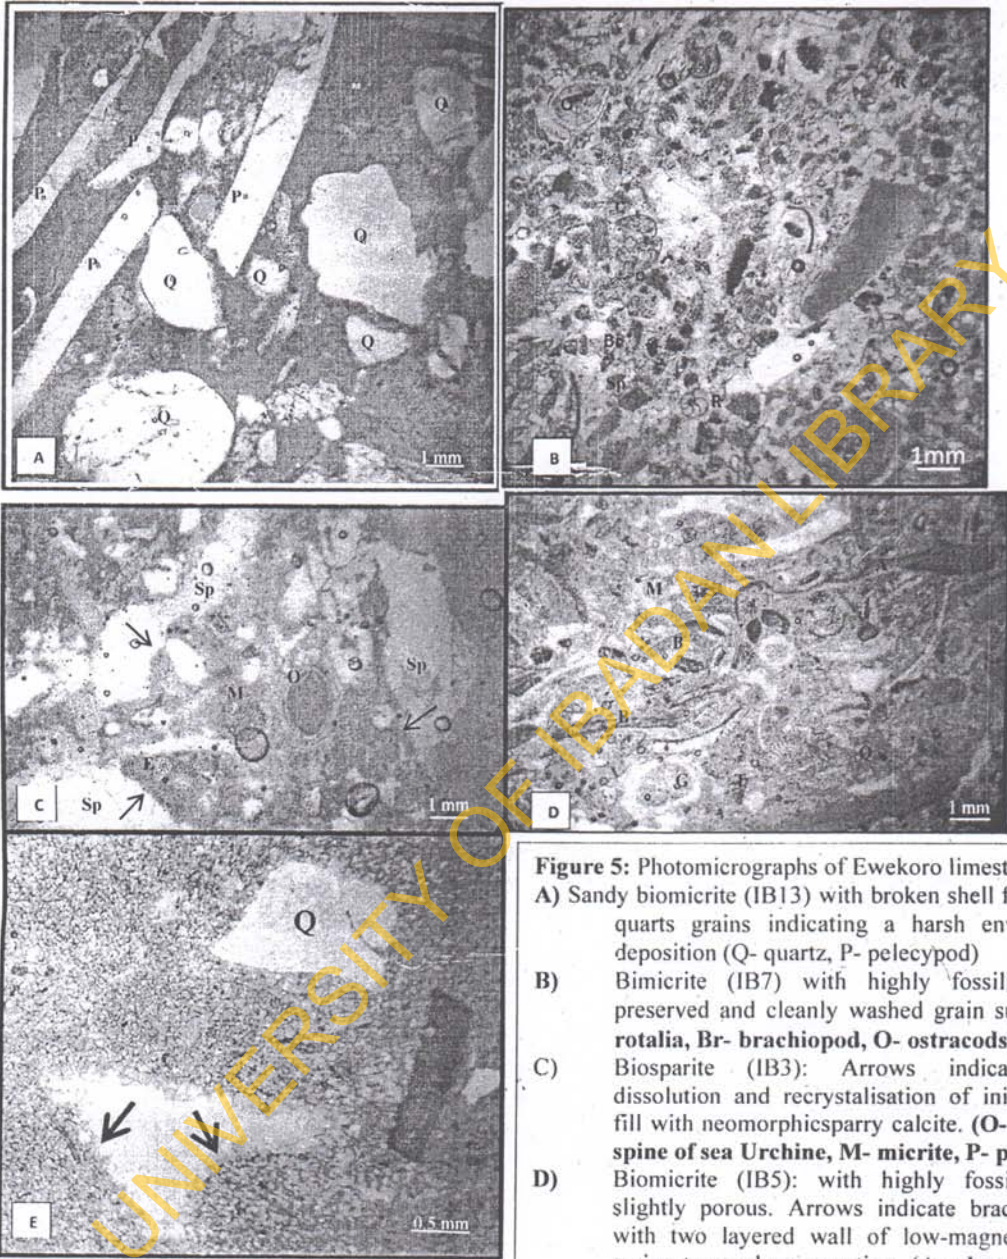 P
P
P
P
Q
Q
Q
Q
Q
Q
A
1 mm
O
R
C
Br
Sp
R
B
1mm
Sp
M
O
Sp
E
Sp
C
1 mm
M
B
B
G
E
O
D
1 mm
Q
E
0.5 mm
UNIVERSITY OF IBADAN LIBRARY
Figure 5: Photomicrographs of Ewekoro limest
A) Sandy biomicrite (IB13) with broken shell
quarts grains indicating a harsh en
deposition (Q- quartz, P- pelecypod)
B) Bimicrite (IB7) with highly fossil
preserved and cleanly washed grain su
rotalia, Br- brachiopod, O- ostracods
C) Biosparite (IB3): Arrows indica
dissolution and recrystalisation of ini
fill with neomorphicsparry calcite. (O-
spine of sea Urchine, M- micrite, P- p
D) Biomicrite (IB5): with highly fossi
slightly porous. Arrows indicate brac
with two layered wall of low-magn